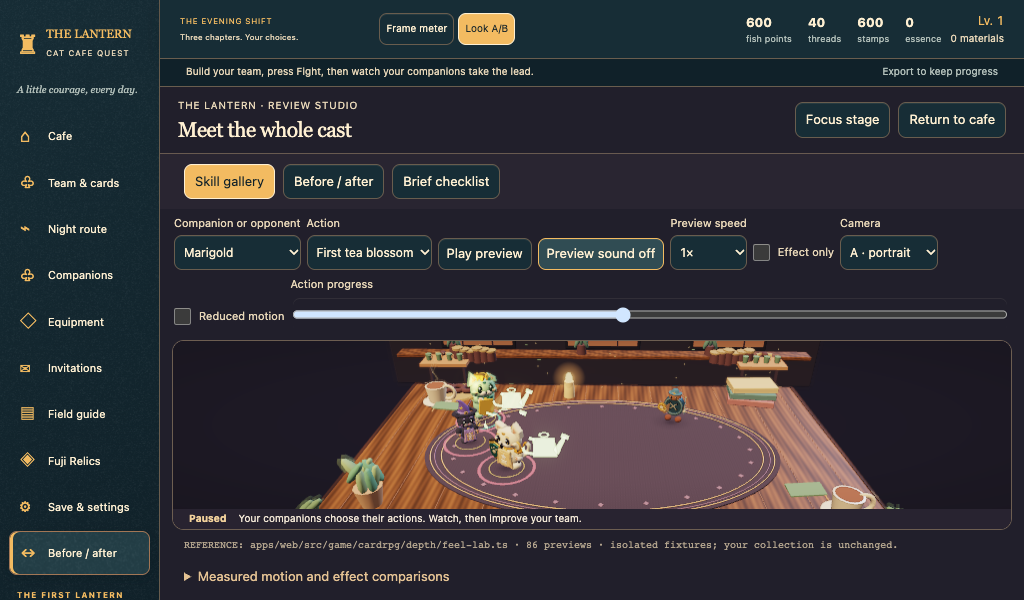 THE LANTERN
CAT CAFE QUEST
A little courage, every day.
Cafe
Team & cards
Night route
Companions
Equipment
Invitations
Field guide
Fuji Relics
Save & settings
Before / after
THE FIRST LANTERN
THE EVENING SHIFT
Three chapters. Your choices.
Frame meter
Look A/B
600 fish points
40 threads
600 stamps
0 essence
Lv. 1
0 materials
Build your team, press Fight, then watch your companions take the lead.
Export to keep progress
THE LANTERN · REVIEW STUDIO
Meet the whole cast
Focus stage
Return to cafe
Skill gallery
Before / after
Brief checklist
Companion or opponent
Marigold
Action
First tea blossom
Play preview
Preview sound off
Preview speed
1×
Effect only
Camera
A · portrait
Reduced motion
Action progress
Paused Your companions choose their actions. Watch, then improve your team.
REFERENCE: apps/web/src/game/cardrpg/depth/feel-lab.ts · 86 previews · isolated fixtures; your collection is unchanged.
Measured motion and effect comparisons